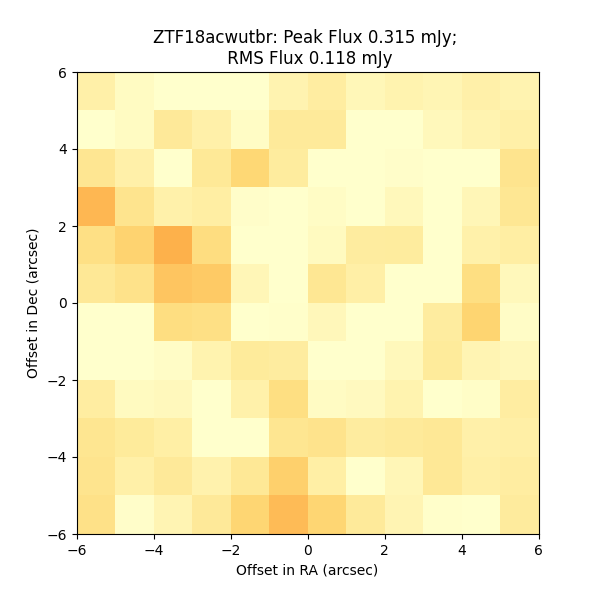 ZTF18acwutbr: Peak Flux 0.315 mJy;
RMS Flux 0.118 mJy
6
4
2
0
−2
−4
−6
Offset in Dec (arcsec)
−6 −4 −2 0 2 4 6
Offset in RA (arcsec)